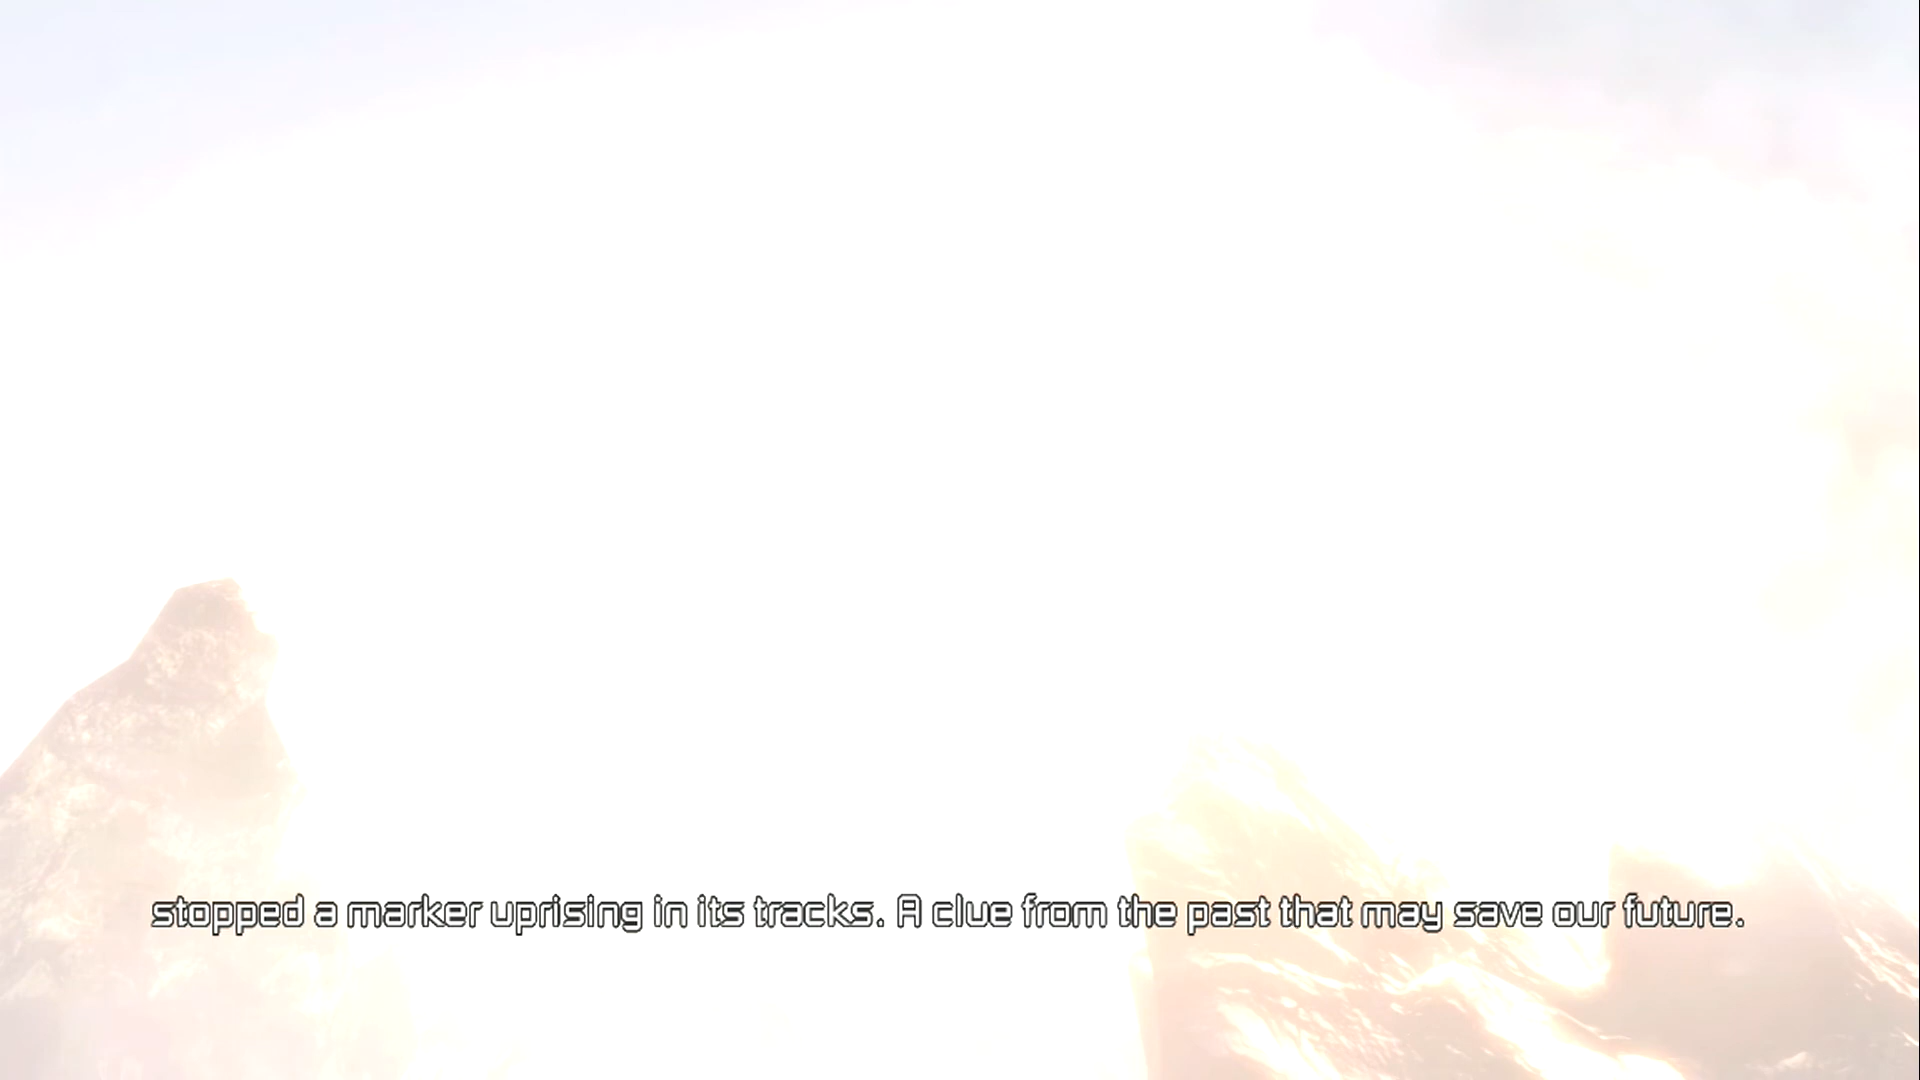 stopped a marker uprising in its tracks. A clue from the past that may save our future.